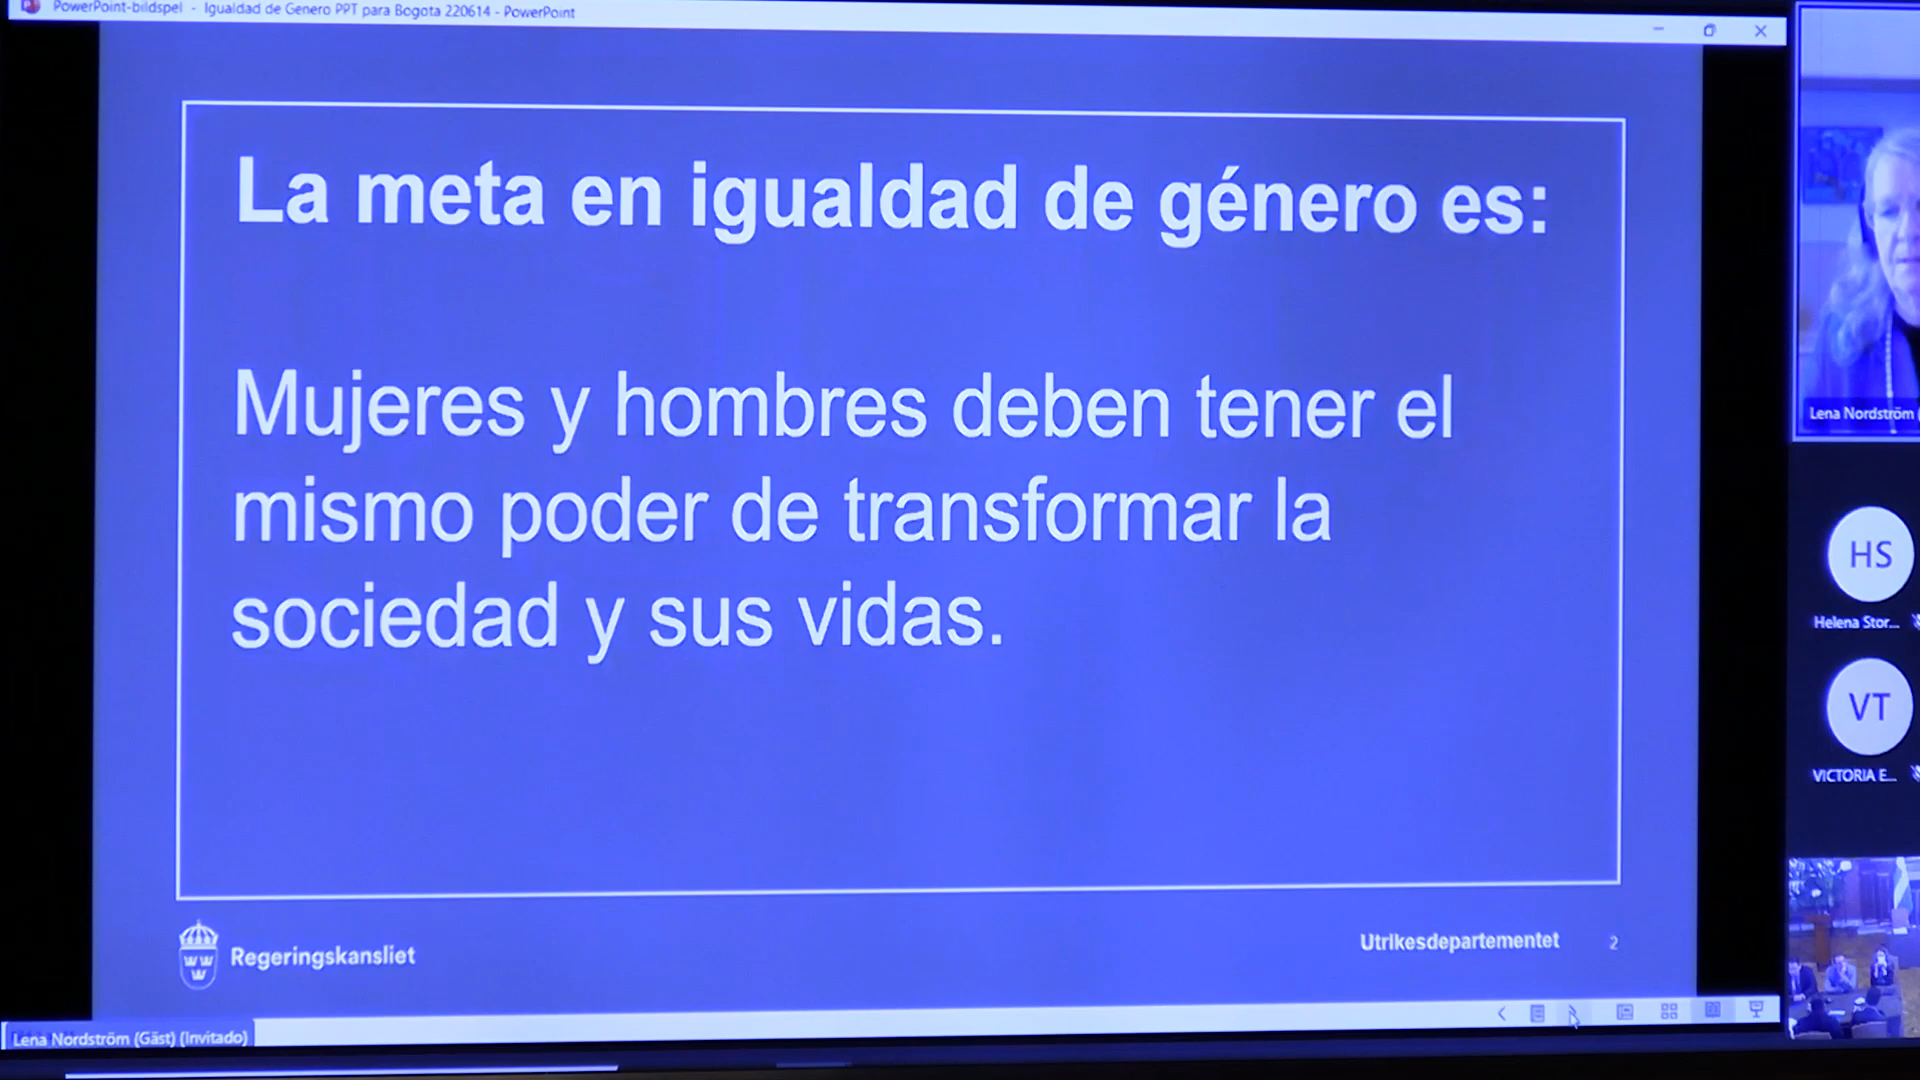 PowerPoint-bildspel - Igualdad de Genero PPT para Bogota 220614 - PowerPoint
La meta en igualdad de género es:
Mujeres y hombres deben tener el
mismo poder de transformar la
sociedad y sus vidas.
Regeringskansliet
Utrikesdepartementet 2
Lena Nordström (Gäst) (Invitado)
Lena Nordström (
HS
Helena Stor...
VT
VICTORIA E...